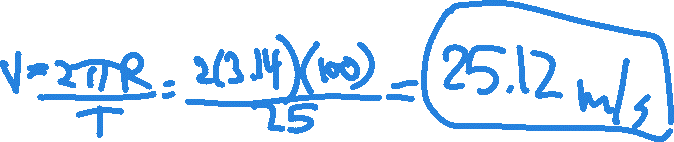 V = 2πR / T = 2(3.14)(100) / 25 = 25.12 m/s